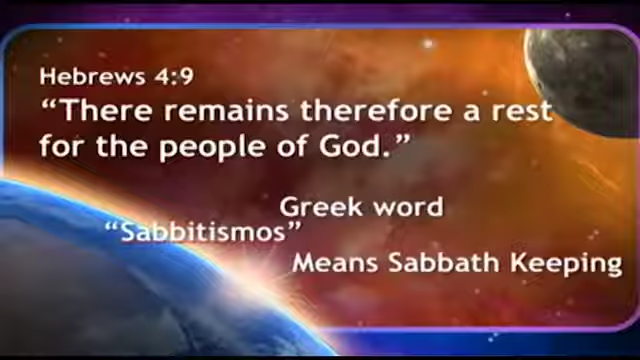 Hebrews 4:9
“There remains therefore a rest
for the people of God.”
Greek word
“Sabbitismos”
Means Sabbath Keeping